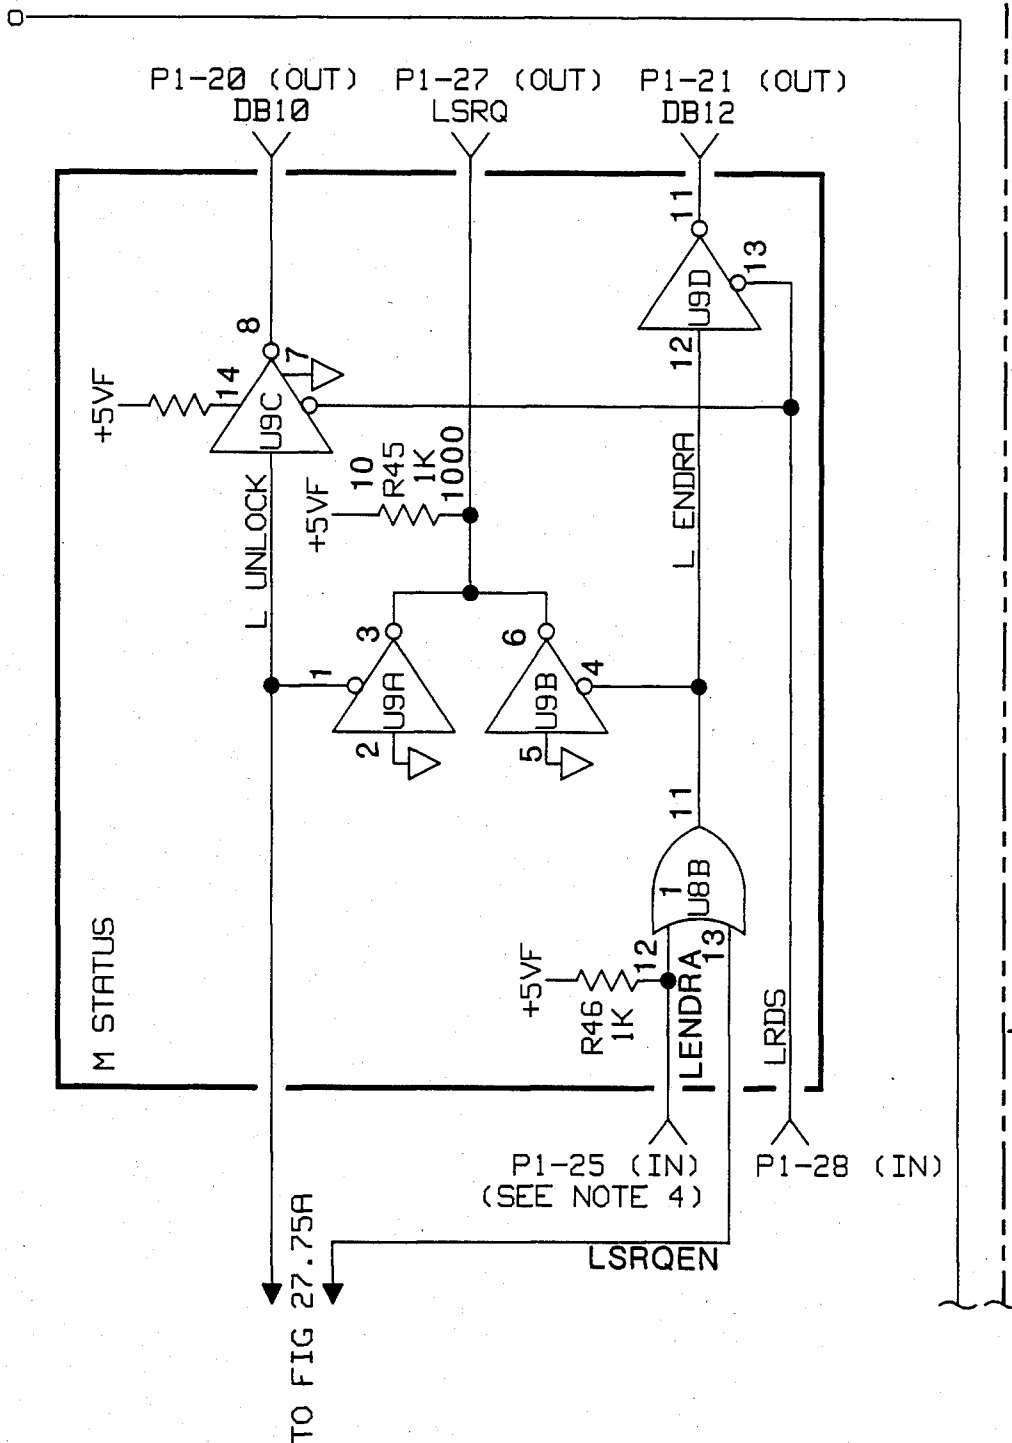 P1-20 (OUT)
DB10
P1-27 (OUT)
LSRQ
P1-21 (OUT)
DB12
11
13
U9D
12
8
7
14
+5VF
U9C
10
R45
1K
1000
+5VF
L UNLOCK
L ENDRA
3
1
U9A
2
6
4
U9B
5
11
1
U8B
12
13
+5VF
R46
1K
LENDRA
LRDS
M STATUS
P1-25 (IN)
(SEE NOTE 4)
P1-28 (IN)
LSRQEN
TO FIG 27.75A